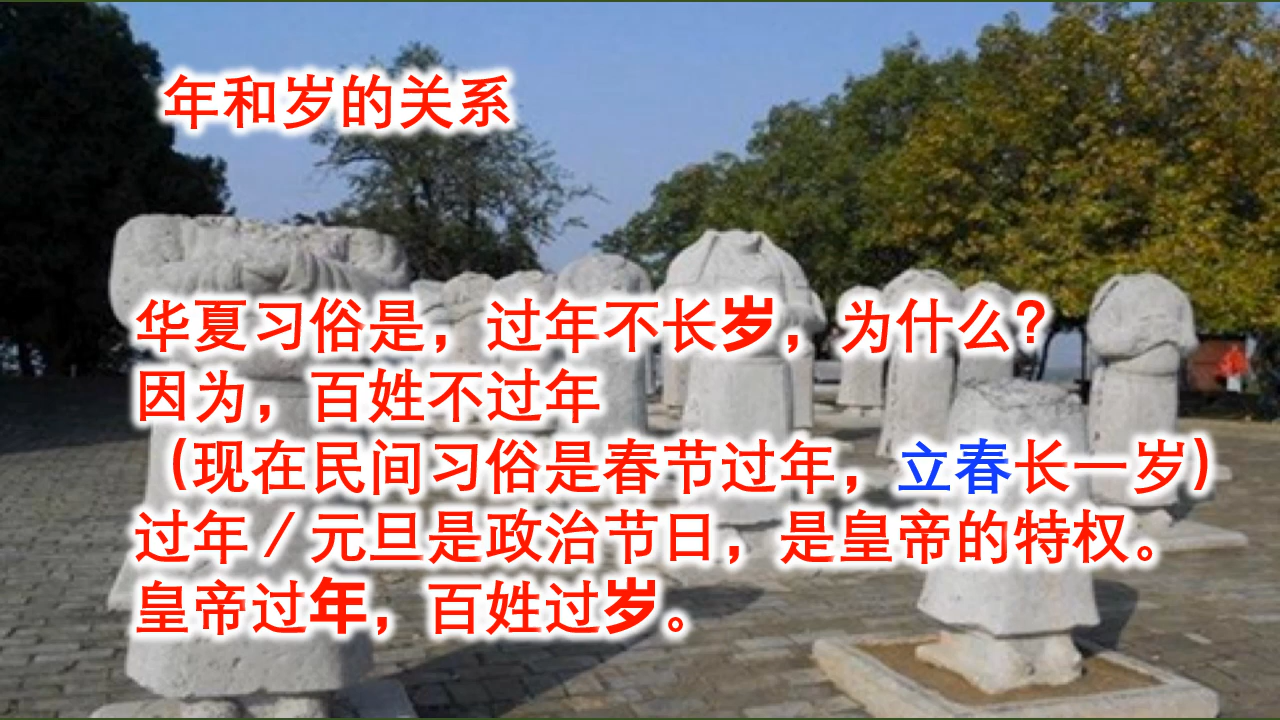 年和岁的关系
华夏习俗是，过年不长岁，为什么？
因为，百姓不过年
（现在民间习俗是春节过年，立春长一岁）
过年／元旦是政治节日，是皇帝的特权。
皇帝过年，百姓过岁。